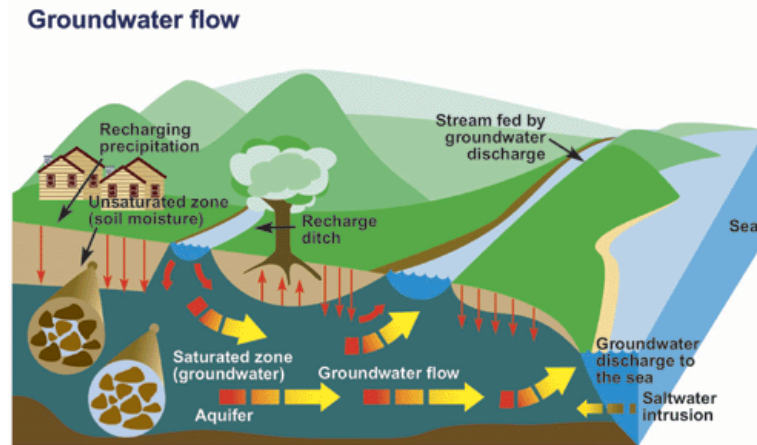 Groundwater flow
Recharging
precipitation
Unsaturated zone
(soil moisture)
Recharge
ditch
Stream fed by
groundwater
discharge
Sea
Saturated zone
(groundwater)
Aquifer
Groundwater flow
Groundwater
discharge to
the sea
Saltwater
intrusion